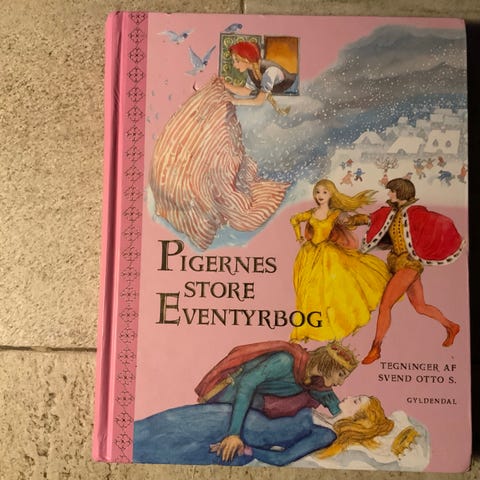 PIGERNES
STORE
EVENTYRBOG
TEGNINGER AF
SVEND OTTO S.
GYLDENDAL